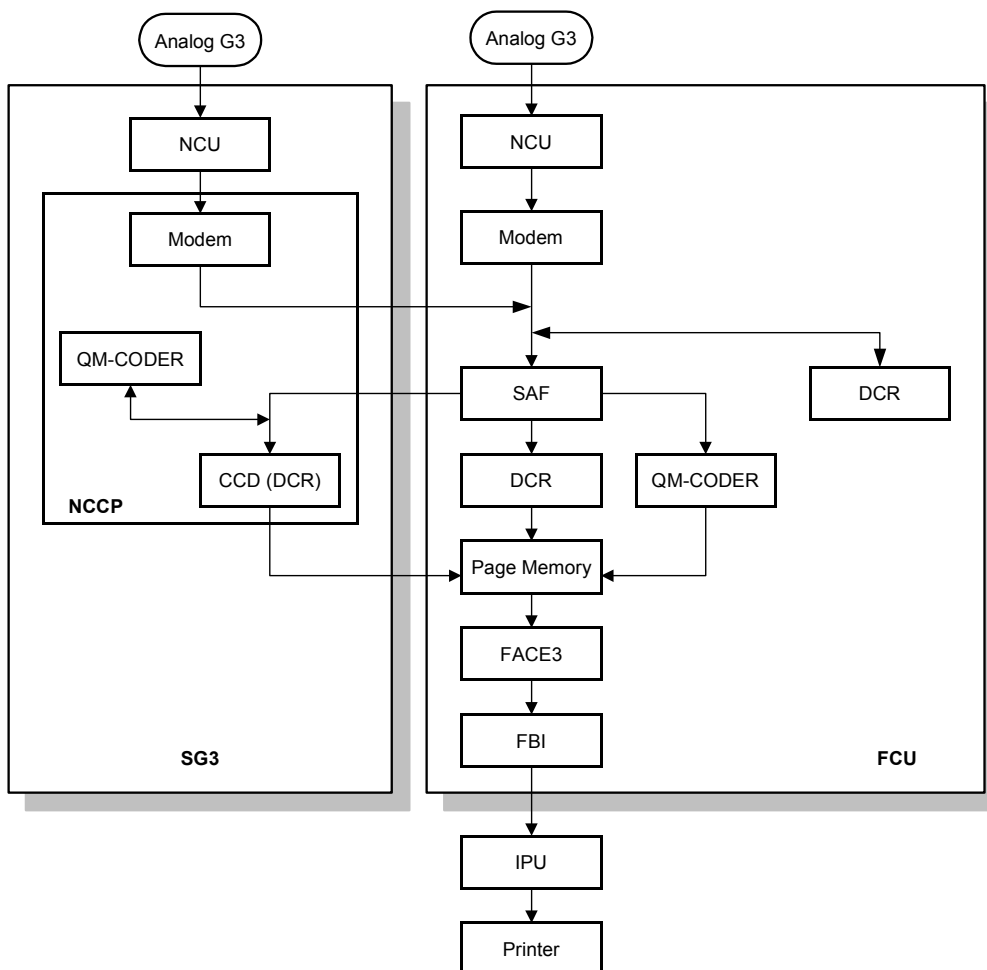 Analog G3
Analog G3
NCU
NCU
Modem
Modem
QM-CODER
SAF
DCR
CCD (DCR)
DCR
QM-CODER
NCCP
Page Memory
FACE3
FBI
SG3
FCU
IPU
Printer